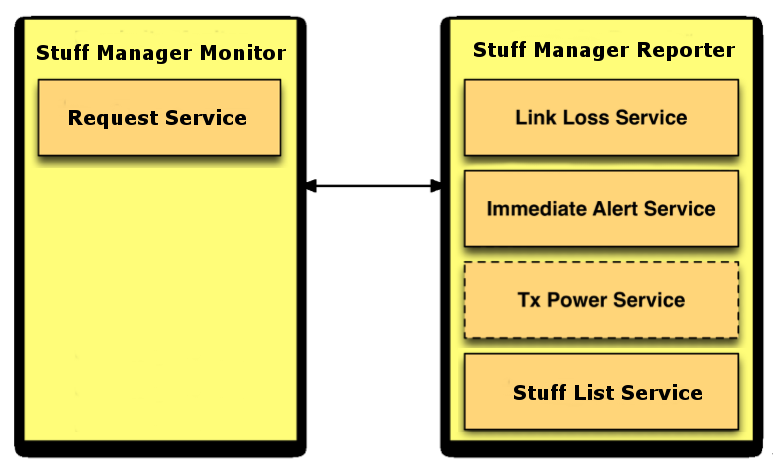 Stuff Manager Monitor
Request Service
Stuff Manager Reporter
Link Loss Service
Immediate Alert Service
Tx Power Service
Stuff List Service